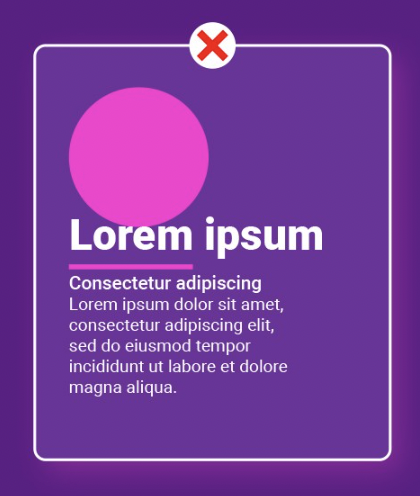 Lorem ipsum
Consectetur adipiscing
Lorem ipsum dolor sit amet,
consectetur adipiscing elit,
sed do eiusmod tempor
incididunt ut labore et dolore
magna aliqua.